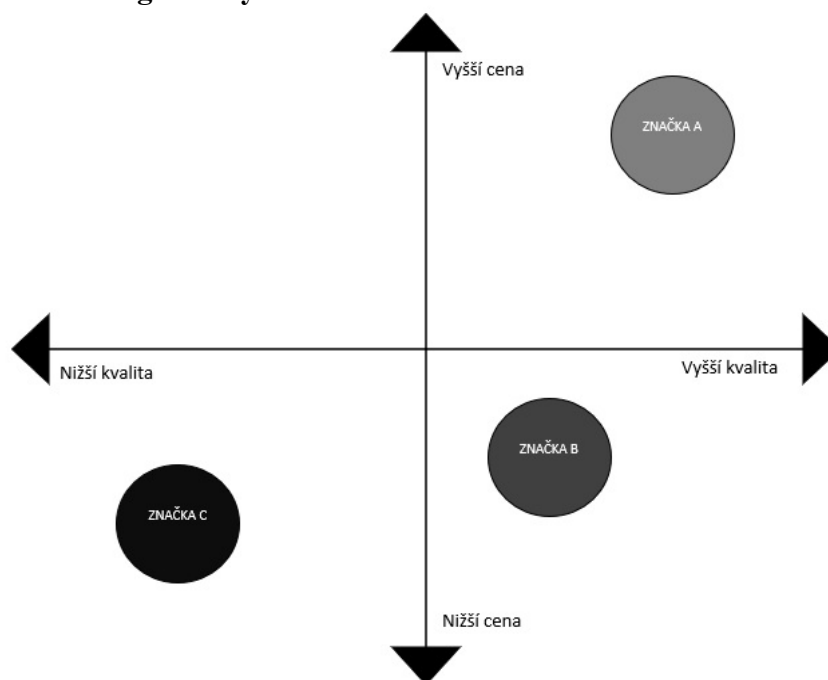 Vyšší cena
ZNAČKA A
Nižší kvalita
Vyšší kvalita
ZNAČKA B
ZNAČKA C
Nižší cena